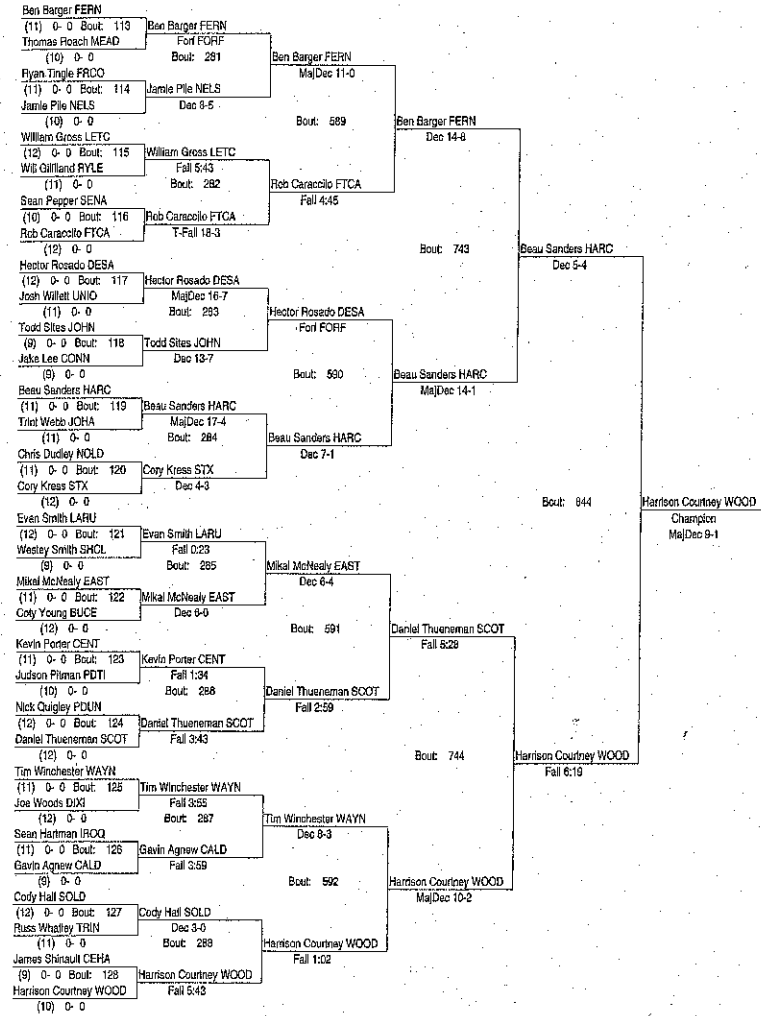 Ben Barger FERN
(11) 0- 0 Bout: 113
Thomas Roach MEAD
(10) 0- 0
Ryan Tingle FRCO
(11) 0- 0 Bout: 114
Jamie Pile NELS
(10) 0- 0
William Gross LETC
(12) 0- 0 Bout: 115
Will Gilliland RYLE
(11) 0- 0
Sean Pepper SENA
(10) 0- 0 Bout: 116
Rob Caraccilo FTCA
(12) 0- 0
Hector Rosado DESA
(12) 0- 0 Bout: 117
Josh Willett UNIO
(11) 0- 0
Todd Sites JOHN
(9) 0- 0 Bout: 118
Jake Lee CONN
(9) 0- 0
Beau Sanders HARC
(11) 0- 0 Bout: 119
Trint Webb JOHA
(11) 0- 0
Chris Dudley NOLD
(11) 0- 0 Bout: 120
Cory Kress STX
(12) 0- 0
Evan Smith LARU
(12) 0- 0 Bout: 121
Wesley Smith SHCL
(9) 0- 0
Mikal McNealy EAST
(11) 0- 0 Bout: 122
Coty Young BUCE
(12) 0- 0
Kevin Porter CENT
(11) 0- 0 Bout: 123
Judson Pitman PDTI
(10) 0- 0
Nick Quigley PDUN
(12) 0- 0 Bout: 124
Daniel Thueneman SCOT
(12) 0- 0
Tim Winchester WAYN
(11) 0- 0 Bout: 125
Joe Woods DIXI
(12) 0- 0
Sean Hartman IROQ
(11) 0- 0 Bout: 126
Gavin Agnew CALD
(9) 0- 0
Cody Hall SOLD
(12) 0- 0 Bout: 127
Russ Whatley TRIN
(11) 0- 0
James Shinault CEHA
(9) 0- 0 Bout: 128
Harrison Courtney WOOD
(10) 0- 0
Ben Barger FERN
Forf FORF
Bout: 281
Jamie Pile NELS
Dec 8-5
William Gross LETC
Fall 5:43
Bout: 282
Rob Caraccilo FTCA
T-Fall 18-3
Hector Rosado DESA
MajDec 16-7
Bout: 283
Todd Sites JOHN
Dec 13-7
Beau Sanders HARC
MajDec 17-4
Bout: 284
Cory Kress STX
Dec 4-3
Evan Smith LARU
Fall 0:23
Bout: 285
Mikal McNealy EAST
Dec 6-0
Kevin Porter CENT
Fall 1:34
Bout: 286
Daniel Thueneman SCOT
Fall 3:43
Tim Winchester WAYN
Fall 3:55
Bout: 287
Gavin Agnew CALD
Fall 3:59
Cody Hall SOLD
Dec 3-0
Bout: 288
Harrison Courtney WOOD
Fall 5:43
Ben Barger FERN
MajDec 11-0
Bout: 589
Rob Caraccilo FTCA
Fall 4:45
Hector Rosado DESA
Forf FORF
Bout: 590
Beau Sanders HARC
Dec 7-1
Mikal McNealy EAST
Dec 6-4
Bout: 591
Daniel Thueneman SCOT
Fall 2:59
Tim Winchester WAYN
Dec 8-3
Bout: 592
Harrison Courtney WOOD
Fall 1:02
Ben Barger FERN
Dec 14-8
Bout: 743
Beau Sanders HARC
MajDec 14-1
Daniel Thueneman SCOT
Fall 5:28
Bout: 744
Harrison Courtney WOOD
MajDec 10-2
Beau Sanders HARC
Dec 5-4
Bout: 844
Harrison Courtney WOOD
Fall 6:19
Harrison Courtney WOOD
Champion
MajDec 9-1